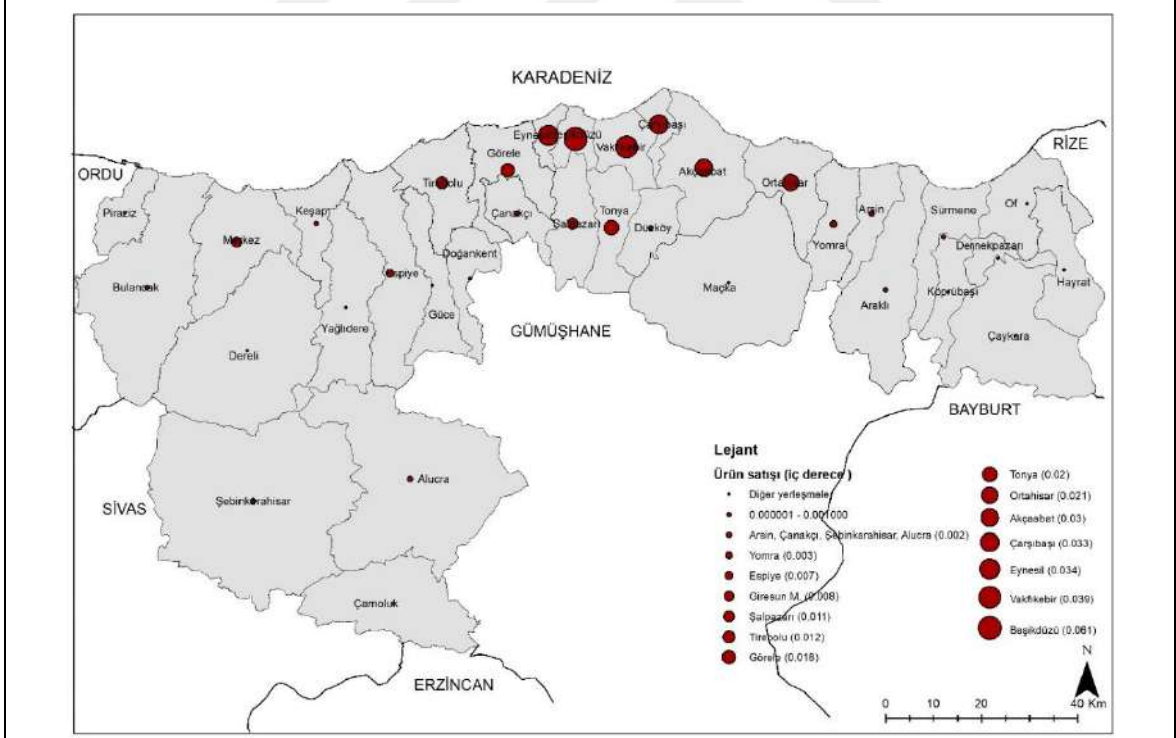 KARADENİZ
RİZE
ORDU
Çarşıbaşı
Vakfıkebir
Görele
Akçaabat
Ortahisar
Tirebolu
Piraziz
Keşap
Merkez
Çanakçı
Şalpazarı
Tonya
Düzköy
Yomra
Arsin
Sürmene
Of
Dernekpazarı
Doğankent
Espiye
Bulancak
Maçka
Araklı
Köprübaşı
Hayrat
Güce
Yağlıdere
GÜMÜŞHANE
Dereli
Çaykara
BAYBURT
SİVAS
Şebinkarahisar
Alucra
Çamoluk
ERZİNCAN
Lejant
Ürün satışı (iç derece )
Diğer yerleşmeler
0.000001 - 0.001000
Arsin, Çanakçı, Şebinkarahisar, Alucra (0.002)
Yomra (0.003)
Espiye (0.007)
Giresun M. (0.008)
Şalpazarı (0.011)
Tirebolu (0.012)
Görele (0.016)
Tonya (0.02)
Ortahisar (0.021)
Akçaabat (0.03)
Çarşıbaşı (0.033)
Eynesil (0.034)
Vakfıkebir (0.039)
Beşikdüzü (0.061)
N
0 10 20 40 Km